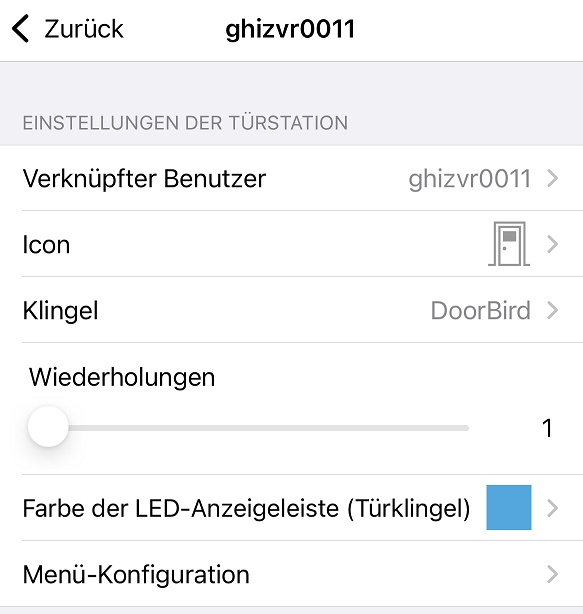 Zurück ghizvr0011
EINSTELLUNGEN DER TÜRSTATION
Verknüpfter Benutzer ghizvr0011
Icon
Klingel DoorBird
Wiederholungen
1
Farbe der LED-Anzeigeleiste (Türklingel)
Menü-Konfiguration